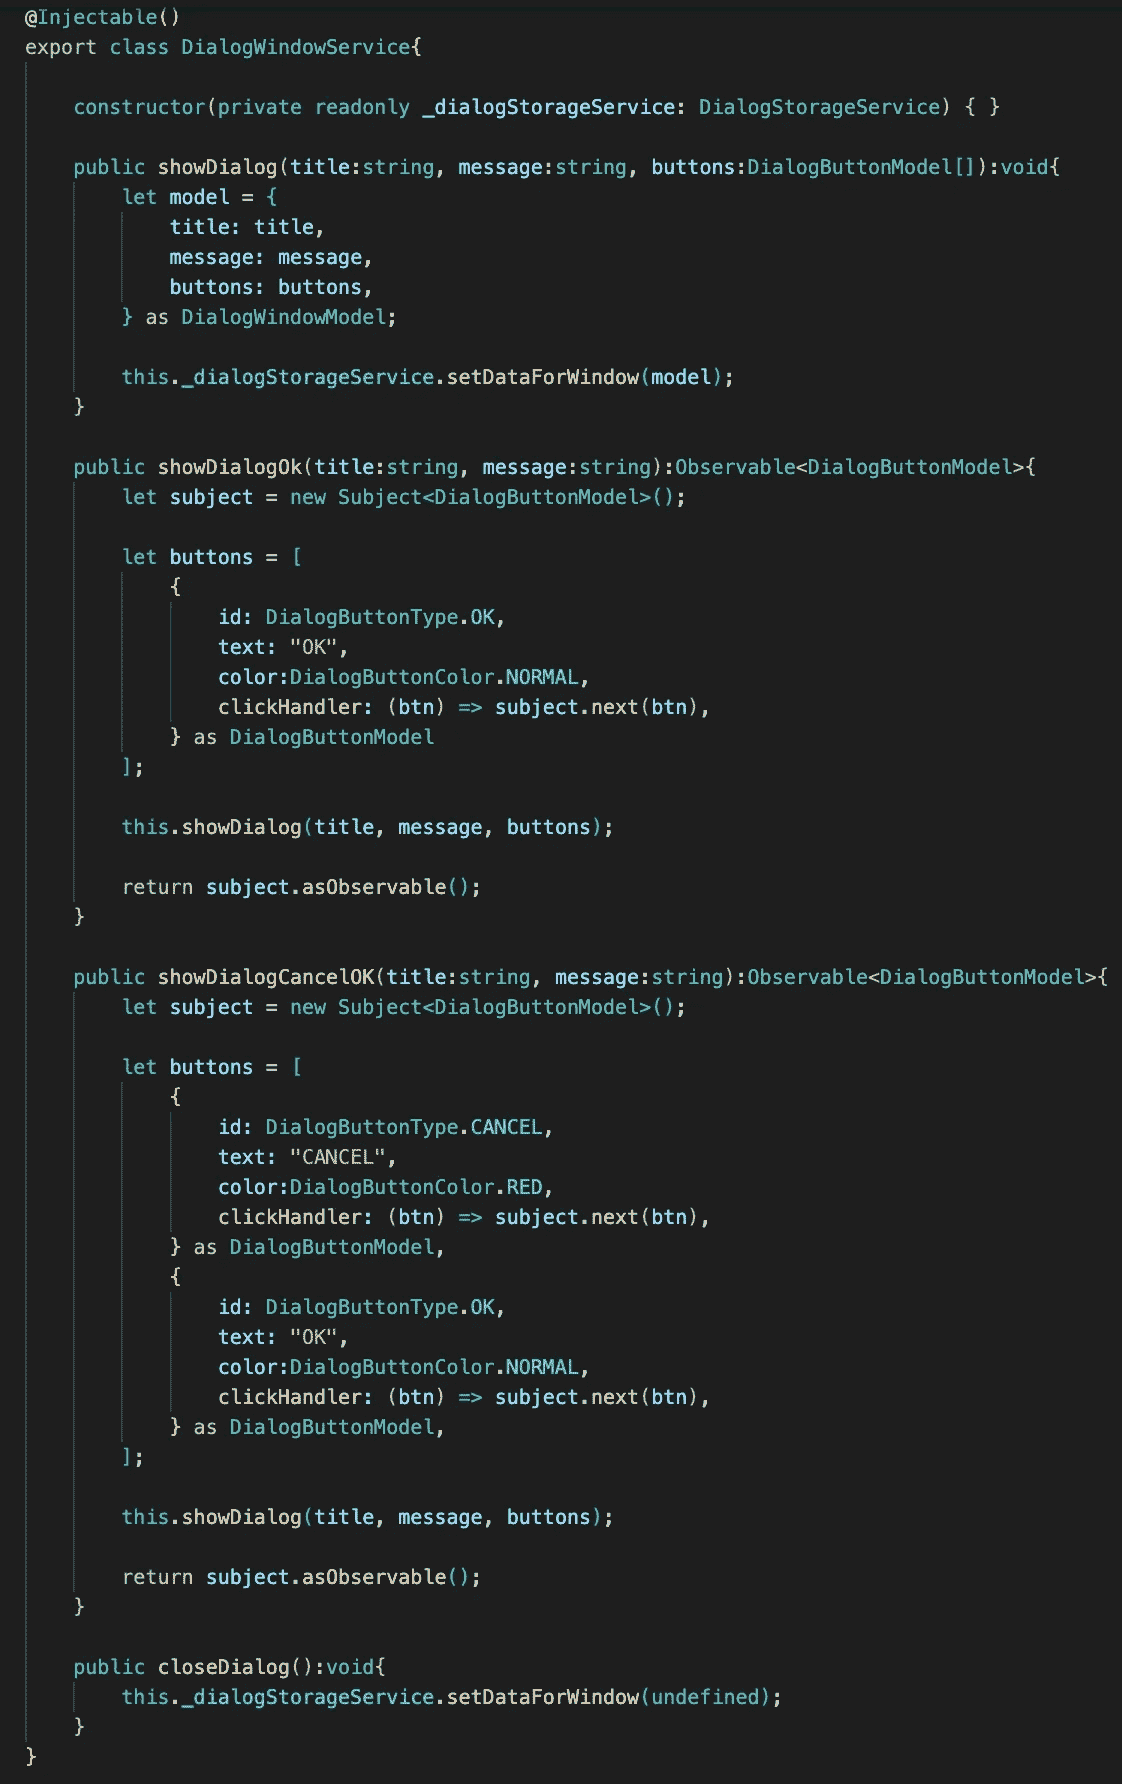 @Injectable()
export class DialogWindowService{
constructor(private readonly _dialogStorageService: DialogStorageService) { }
public showDialog(title:string, message:string, buttons:DialogButtonModel[]):void{
let model = {
title: title,
message: message,
buttons: buttons,
} as DialogWindowModel;
this._dialogStorageService.setDataForWindow(model);
}
public showDialogOk(title:string, message:string):Observable<DialogButtonModel>{
let subject = new Subject<DialogButtonModel>();
let buttons = [
{
id: DialogButtonType.OK,
text: "OK",
color:DialogButtonColor.NORMAL,
clickHandler: (btn) => subject.next(btn),
} as DialogButtonModel
];
this.showDialog(title, message, buttons);
return subject.asObservable();
}
public showDialogCancelOK(title:string, message:string):Observable<DialogButtonModel>{
let subject = new Subject<DialogButtonModel>();
let buttons = [
{
id: DialogButtonType.CANCEL,
text: "CANCEL",
color:DialogButtonColor.RED,
clickHandler: (btn) => subject.next(btn),
} as DialogButtonModel,
{
id: DialogButtonType.OK,
text: "OK",
color:DialogButtonColor.NORMAL,
clickHandler: (btn) => subject.next(btn),
} as DialogButtonModel,
];
this.showDialog(title, message, buttons);
return subject.asObservable();
}
public closeDialog():void{
this._dialogStorageService.setDataForWindow(undefined);
}
}